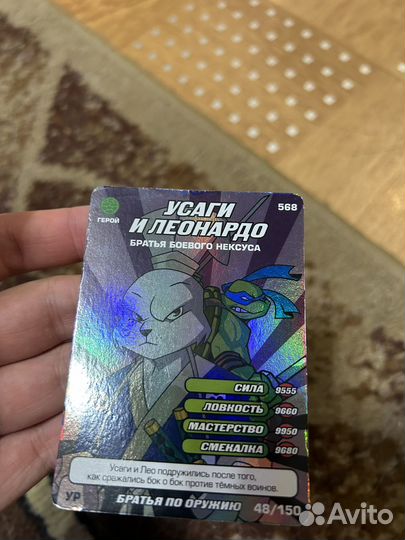 ГЕРОЙ
568
УСАГИ
И ЛЕОНАРДО
БРАТЬЯ БОЕВОГО НЕКСУСА
СИЛА 9555
ЛОВКОСТЬ 9660
МАСТЕРСТВО 9950
СМЕКАЛКА 9680
Усаги и Лео подружились после того,
как сражались бок о бок против тёмных воинов.
УР
БРАТЬЯ ПО ОРУЖИЮ
48/150
Avito